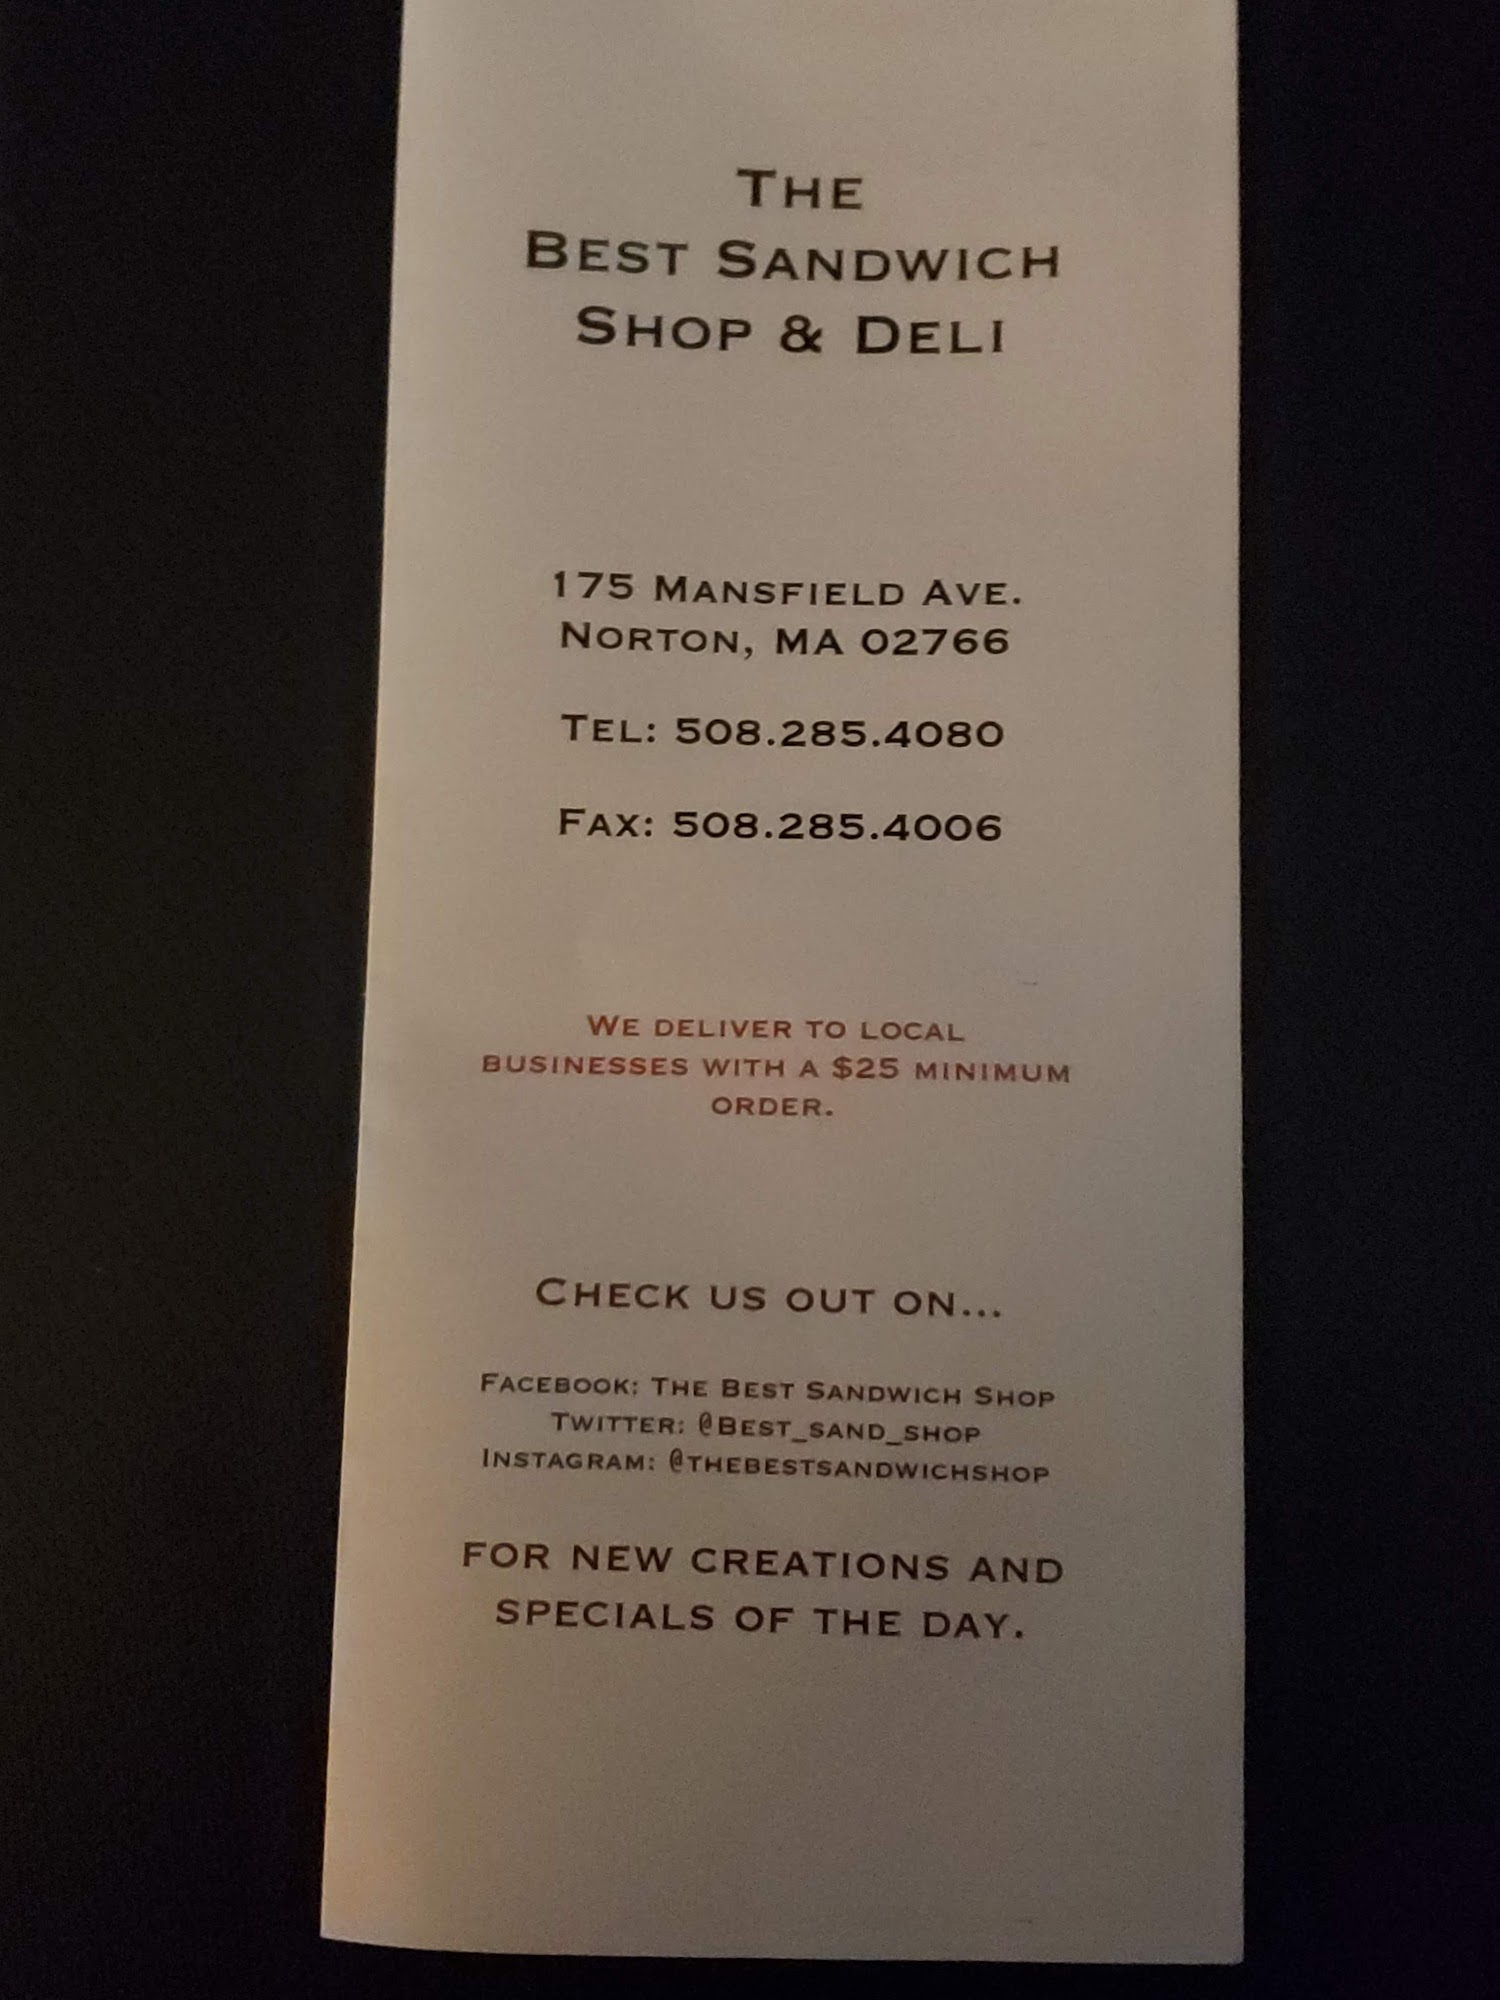 The
Best Sandwich
Shop & Deli
175 Mansfield Ave.
Norton, MA 02766
Tel: 508.285.4080
Fax: 508.285.4006
We deliver to local
businesses with a $25 minimum
order.
Check us out on...
Facebook: The Best Sandwich Shop
Twitter: @Best_sand_shop
Instagram: @thebestsandwichshop
for new creations and
specials of the day.